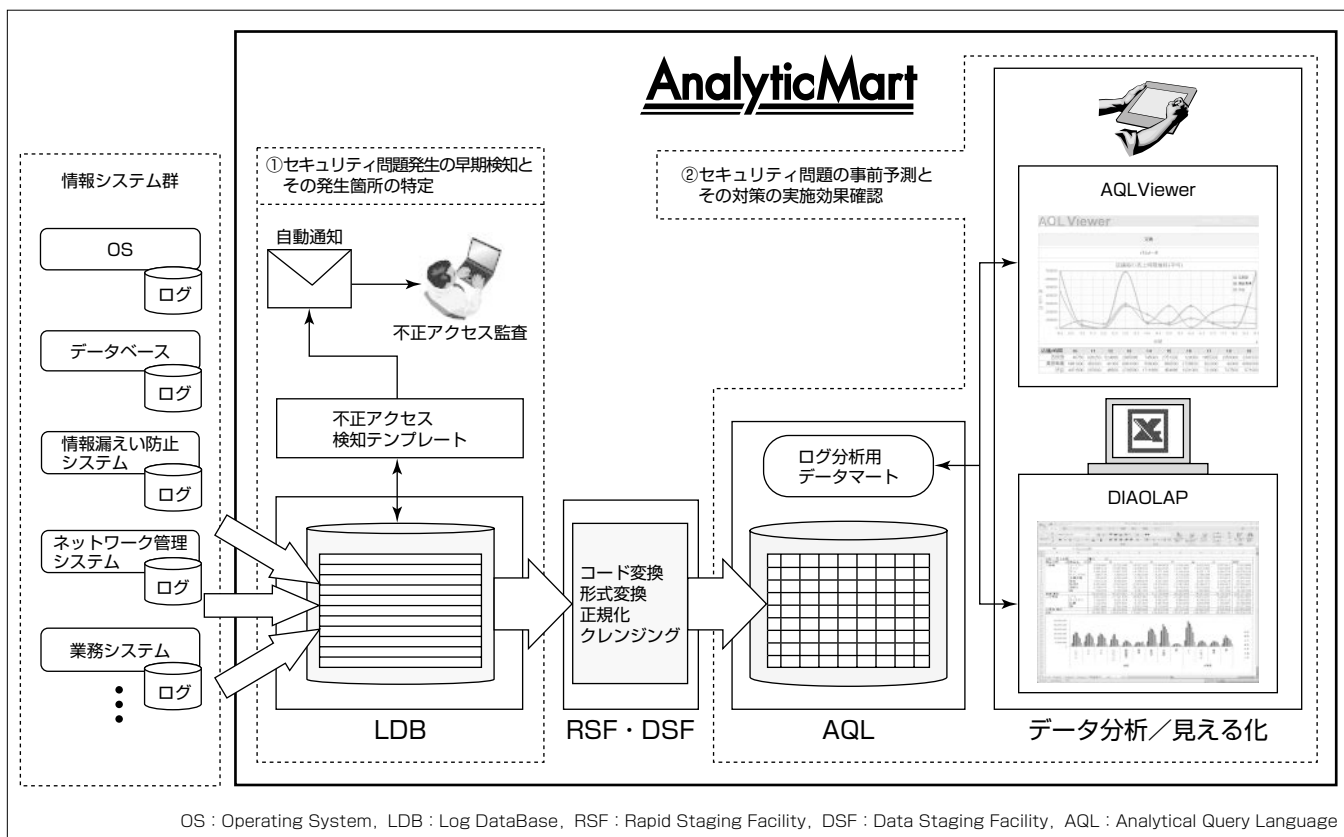 AnalyticMart
情報システム群
OS
ログ
データベース
ログ
情報漏えい防止
システム
ログ
ネットワーク管理
システム
ログ
業務システム
ログ
①セキュリティ問題発生の早期検知と
その発生箇所の特定
自動通知
不正アクセス監査
不正アクセス
検知テンプレート
LDB
コード変換
形式変換
正規化
クレンジング
RSF・DSF
②セキュリティ問題の事前予測と
その対策の実施効果確認
ログ分析用
データマート
AQL
AQLViewer
AQL Viewer
DIAOLAP
データ分析／見える化
OS：Operating System, LDB：Log DataBase, RSF：Rapid Staging Facility, DSF：Data Staging Facility, AQL：Analytical Query Language